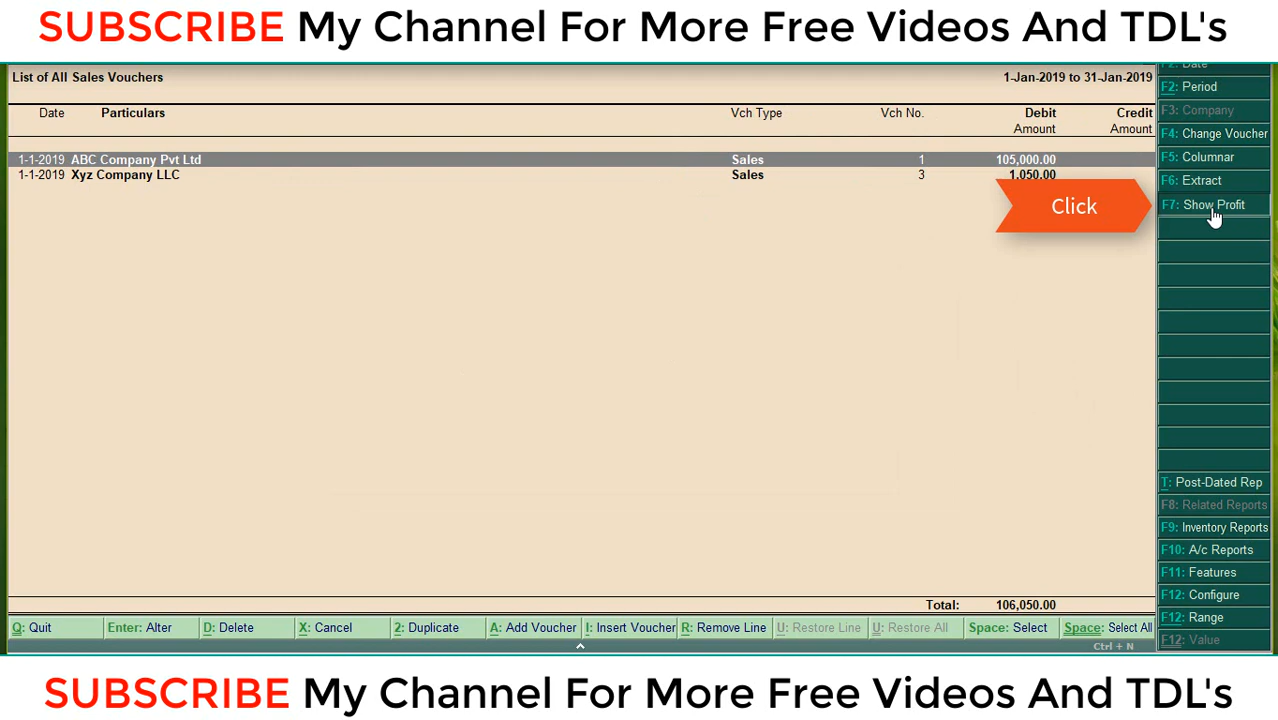 SUBSCRIBE My Channel For More Free Videos And TDL's
List of All Sales Vouchers 1-Jan-2019 to 31-Jan-2019
Date Particulars Vch Type Vch No. Debit Credit
Amount Amount
1-1-2019 ABC Company Pvt Ltd Sales 1 105,000.00
1-1-2019 Xyz Company LLC Sales 3 1,050.00
Click
F2: Date
F2: Period
F3: Company
F4: Change Voucher
F5: Columnar
F6: Extract
F7: Show Profit
T: Post-Dated Rep
F8: Related Reports
F9: Inventory Reports
F10: A/c Reports
F11: Features
F12: Configure
F12: Range
F12: Value
Total: 106,050.00
Q: Quit Enter: Alter D: Delete X: Cancel 2: Duplicate A: Add Voucher I: Insert Voucher R: Remove Line U: Restore Line U: Restore All Space: Select Space: Select All
Ctrl + N
SUBSCRIBE My Channel For More Free Videos And TDL's